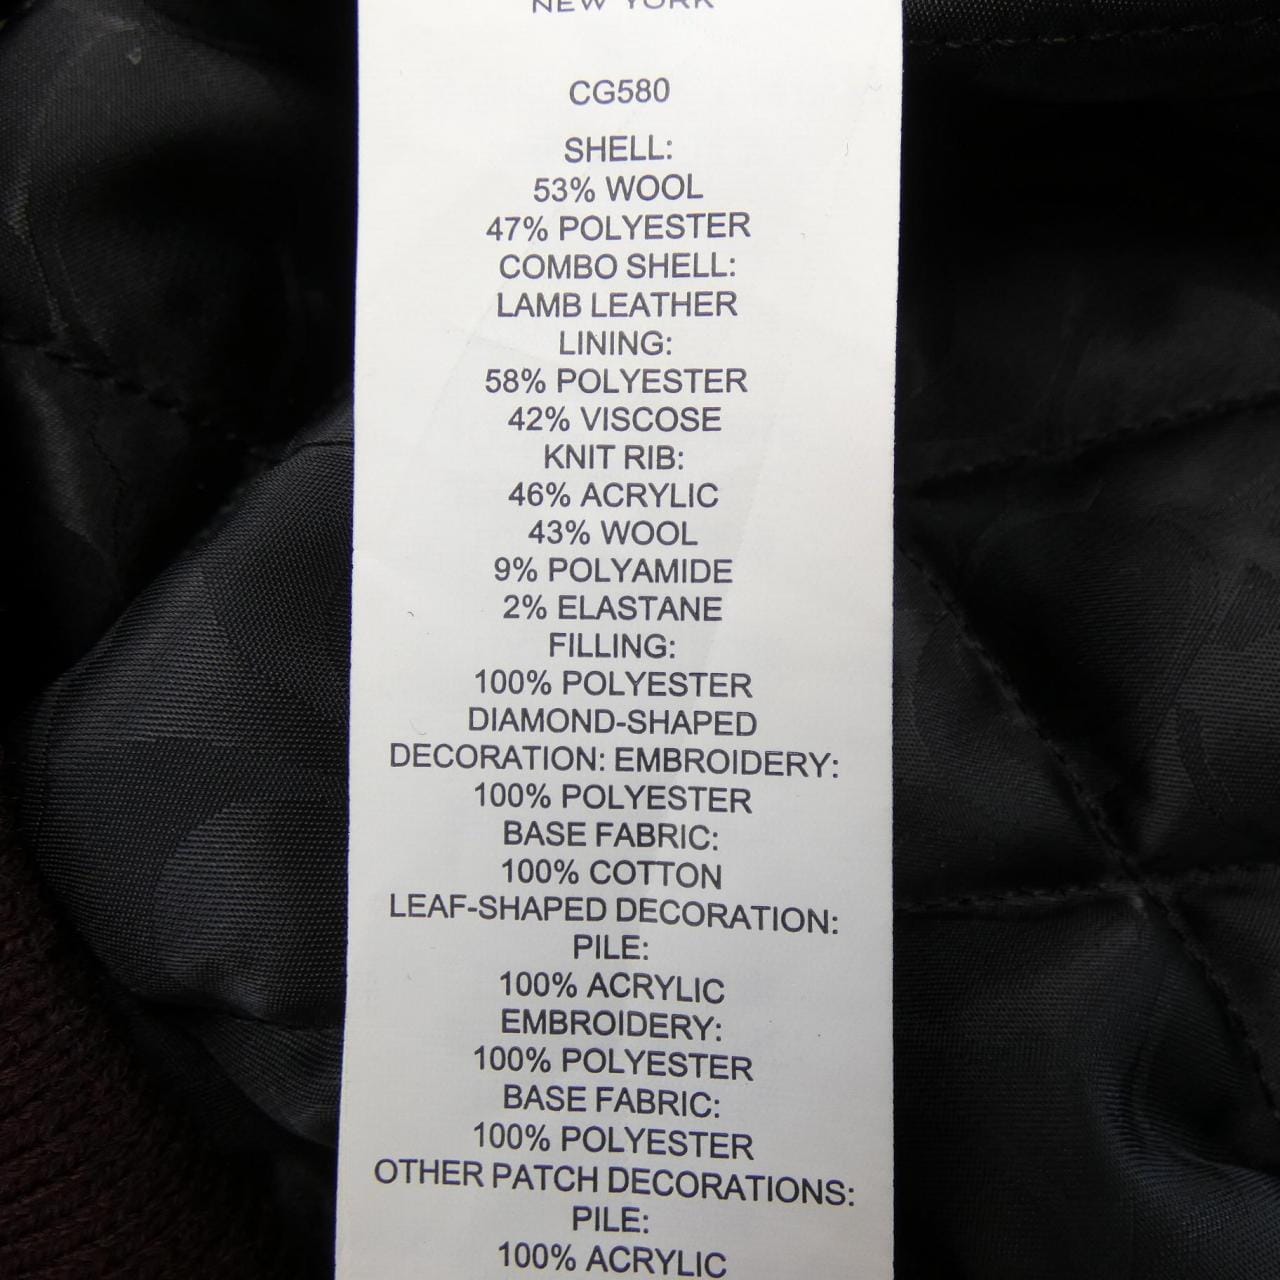 NEW YORK
CG580
SHELL:
53% WOOL
47% POLYESTER
COMBO SHELL:
LAMB LEATHER
LINING:
58% POLYESTER
42% VISCOSE
KNIT RIB:
46% ACRYLIC
43% WOOL
9% POLYAMIDE
2% ELASTANE
FILLING:
100% POLYESTER
DIAMOND-SHAPED
DECORATION: EMBROIDERY:
100% POLYESTER
BASE FABRIC:
100% COTTON
LEAF-SHAPED DECORATION:
PILE:
100% ACRYLIC
EMBROIDERY:
100% POLYESTER
BASE FABRIC:
100% POLYESTER
OTHER PATCH DECORATIONS:
PILE:
100% ACRYLIC